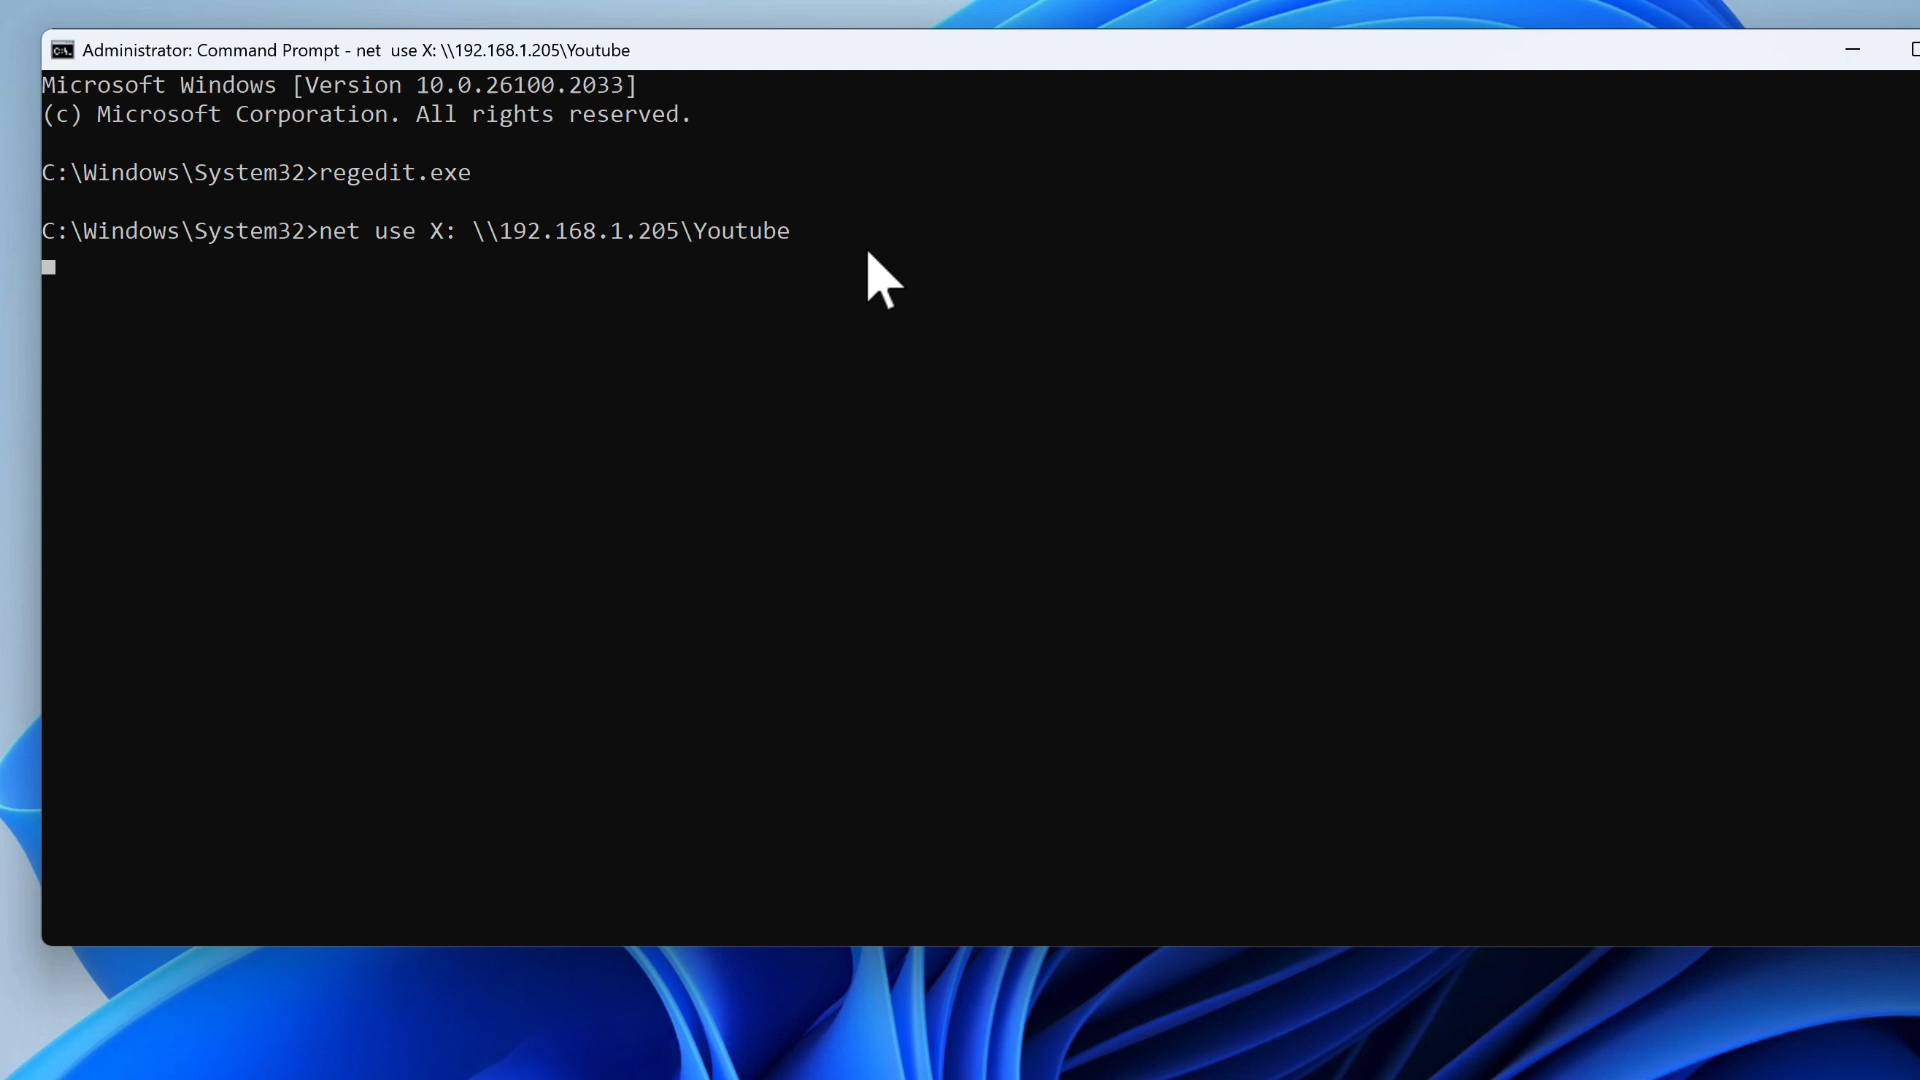 Administrator: Command Prompt - net  use X: \\192.168.1.205\Youtube
Microsoft Windows [Version 10.0.26100.2033]
(c) Microsoft Corporation. All rights reserved.
C:\Windows\System32>regedit.exe
C:\Windows\System32>net use X: \\192.168.1.205\Youtube